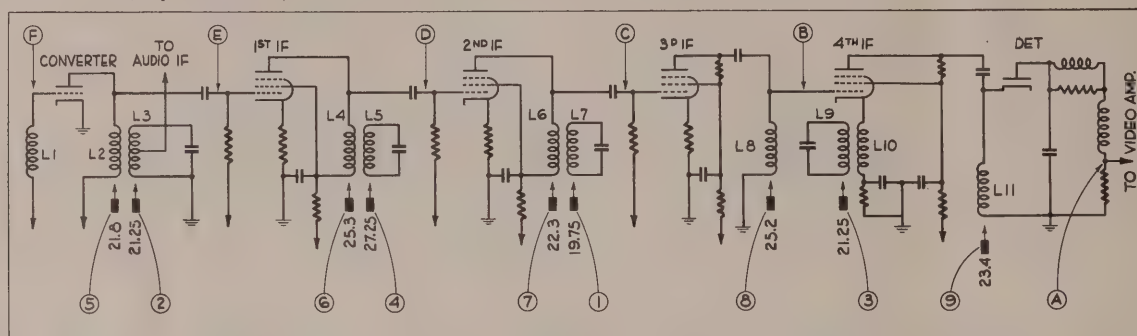 F CONVERTER TO AUDIO IF E 1ST IF D 2ND IF C 3D IF B 4TH IF DET
L1 L2 L3 L4 L5 L6 L7 L8 L9 L10 L11
21.8 21.25 25.3 27.25 22.3 19.75 25.2 21.25 23.4
TO VIDEO AMP.
5 2 6 4 7 1 8 3 9 A